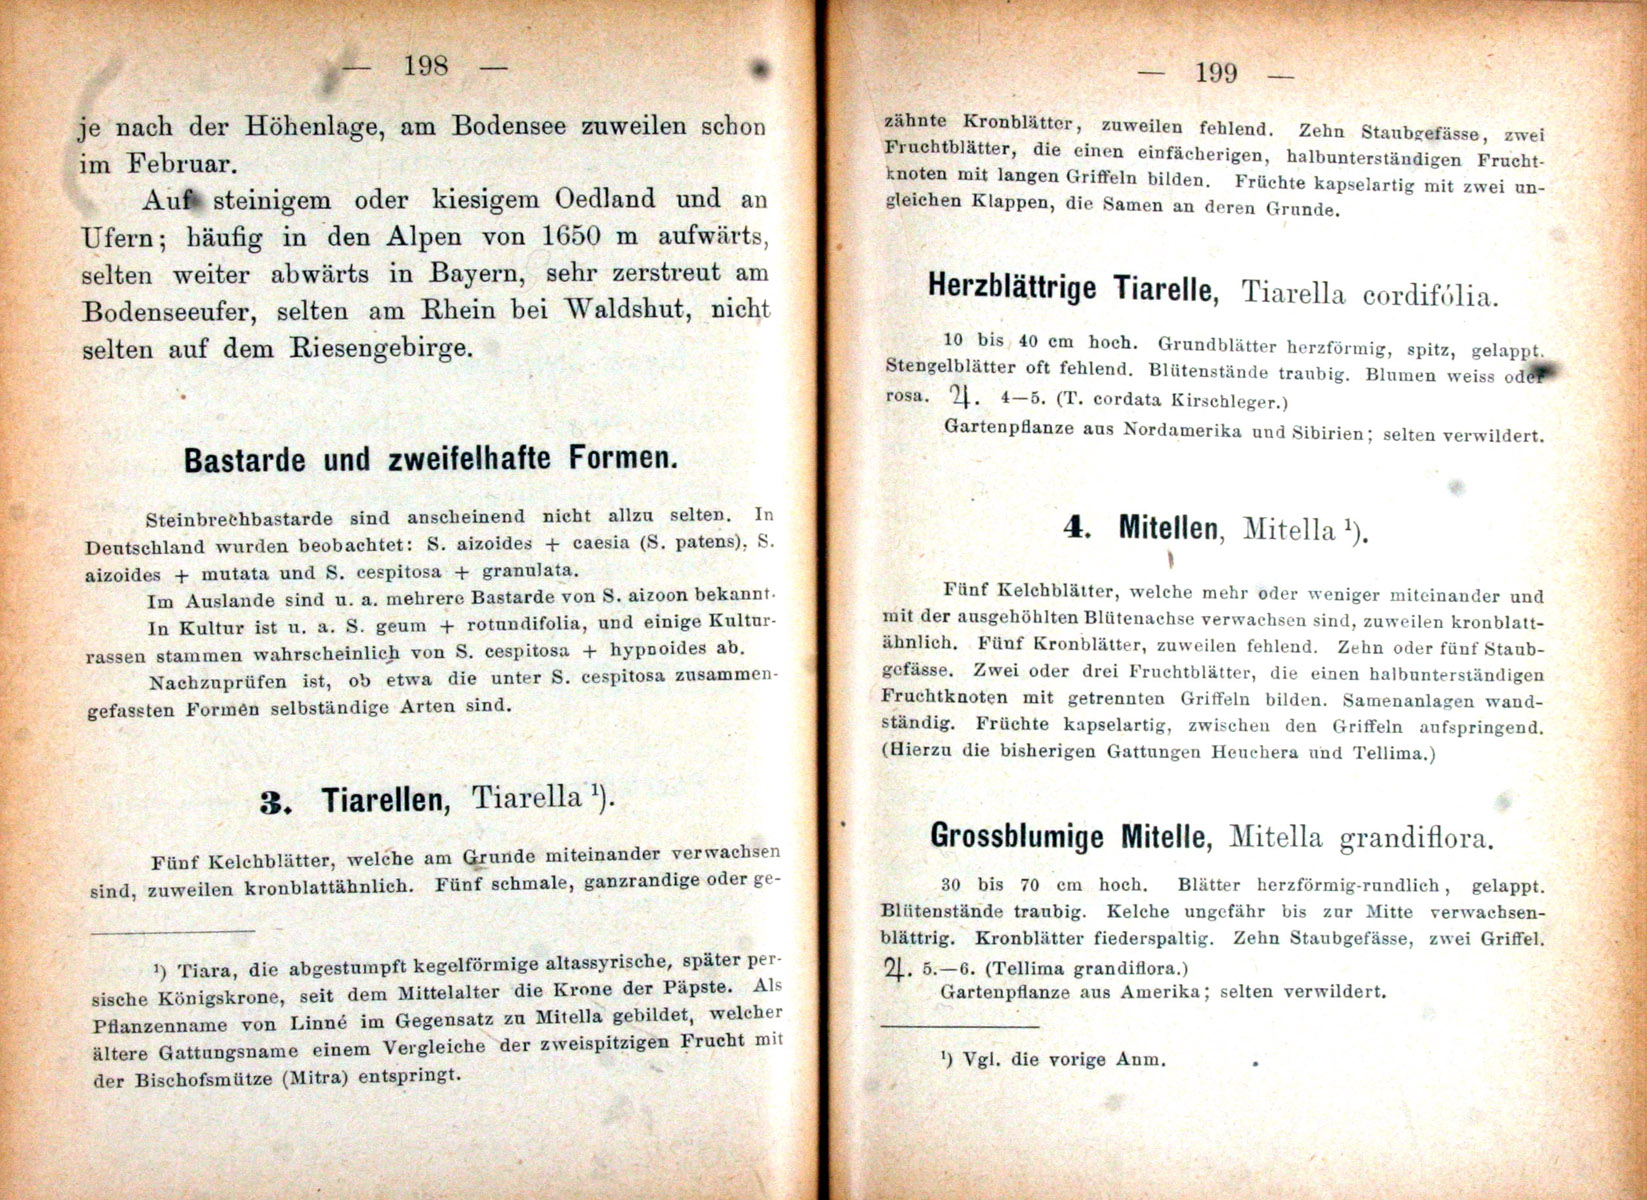 — 198 —
je nach der Höhenlage, am Bodensee zuweilen schon
im Februar.
Auf steinigem oder kiesigem Oedland und an
Ufern; häufig in den Alpen von 1650 m aufwärts,
selten weiter abwärts in Bayern, sehr zerstreut am
Bodenseeufer, selten am Rhein bei Waldshut, nicht
selten auf dem Riesengebirge.
Bastarde und zweifelhafte Formen.
Steinbrechbastarde sind anscheinend nicht allzu selten. In
Deutschland wurden beobachtet: S. aizoides + caesia (S. patens), S.
aizoides + mutata und S. cespitosa + granulata.
Im Auslande sind u. a. mehrere Bastarde von S. aizoon bekannt.
In Kultur ist u. a. S. geum + rotundifolia, und einige Kultur-
rassen stammen wahrscheinlich von S. cespitosa + hypnoides ab.
Nachzuprüfen ist, ob etwa die unter S. cespitosa zusammen-
gefassten Formen selbständige Arten sind.
3. Tiarellen, Tiarella ¹).
Fünf Kelchblätter, welche am Grunde miteinander verwachsen
sind, zuweilen kronblattähnlich. Fünf schmale, ganzrandige oder ge-
¹) Tiara, die abgestumpft kegelförmige altassyrische, später per-
sische Königskrone, seit dem Mittelalter die Krone der Päpste. Als
Pflanzenname von Linné im Gegensatz zu Mitella gebildet, welcher
ältere Gattungsname einem Vergleiche der zweispitzigen Frucht mit
der Bischofsmütze (Mitra) entspringt.
— 199 —
zähnte Kronblätter, zuweilen fehlend. Zehn Staubgefässe, zwei
Fruchtblätter, die einen einfächerigen, halbunterständigen Frucht-
knoten mit langen Griffeln bilden. Früchte kapselartig mit zwei un-
gleichen Klappen, die Samen an deren Grunde.
Herzblättrige Tiarelle, Tiarella cordifólia.
10 bis 40 cm hoch. Grundblätter herzförmig, spitz, gelappt.
Stengelblätter oft fehlend. Blütenstände traubig. Blumen weiss oder
rosa. ♃. 4—5. (T. cordata Kirschleger.)
Gartenpflanze aus Nordamerika und Sibirien; selten verwildert.
4. Mitellen, Mitella ¹).
Fünf Kelchblätter, welche mehr oder weniger miteinander und
mit der ausgehöhlten Blütenachse verwachsen sind, zuweilen kronblatt-
ähnlich. Fünf Kronblätter, zuweilen fehlend. Zehn oder fünf Staub-
gefässe. Zwei oder drei Fruchtblätter, die einen halbunterständigen
Fruchtknoten mit getrennten Griffeln bilden. Samenanlagen wand-
ständig. Früchte kapselartig, zwischen den Griffeln aufspringend.
(Hierzu die bisherigen Gattungen Heuchera und Tellima.)
Grossblumige Mitelle, Mitella grandiflora.
30 bis 70 cm hoch. Blätter herzförmig-rundlich, gelappt.
Blütenstände traubig. Kelche ungefähr bis zur Mitte verwachsen-
blättrig. Kronblätter fiederspaltig. Zehn Staubgefässe, zwei Griffel.
♃. 5.—6. (Tellima grandiflora.)
Gartenpflanze aus Amerika; selten verwildert.
¹) Vgl. die vorige Anm.